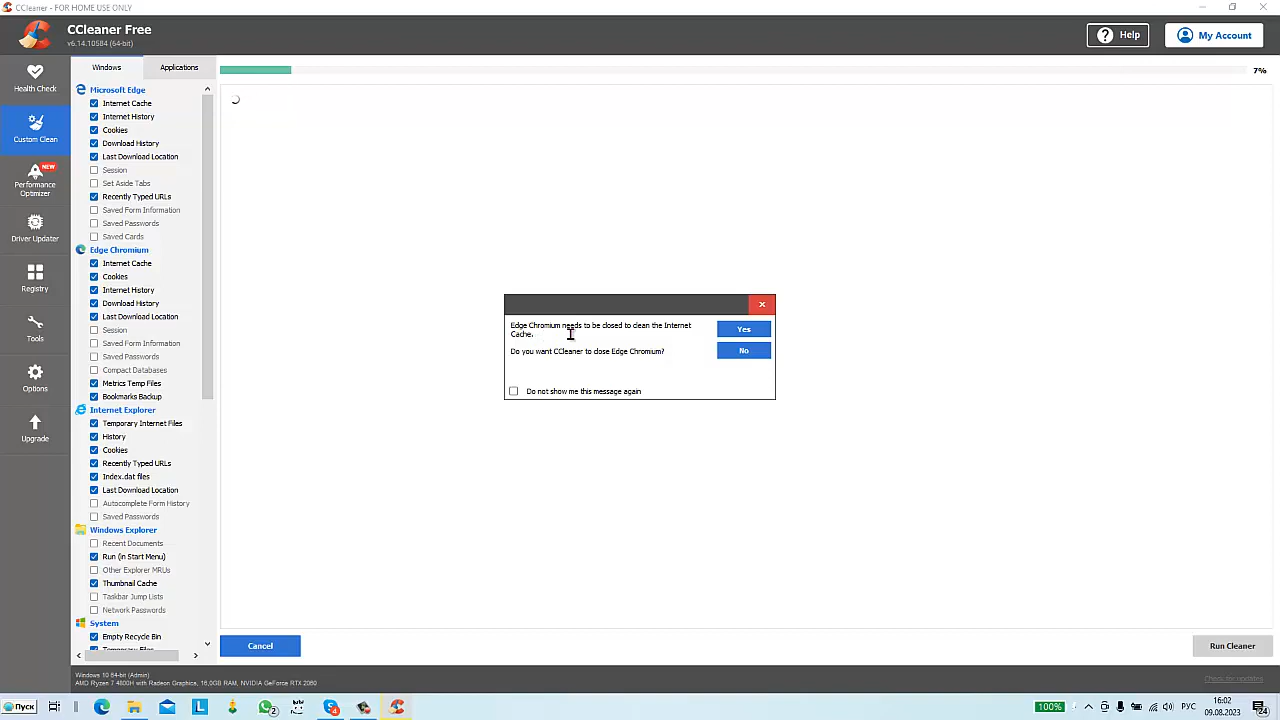 CCleaner - FOR HOME USE ONLY
CCleaner Free
v6.14.10584 (64-bit)
Help
My Account
Health Check
Custom Clean
NEW
Performance
Optimizer
Driver Updater
Registry
Tools
Options
Upgrade
Windows
Applications
7%
Microsoft Edge
Internet Cache
Internet History
Cookies
Download History
Last Download Location
Session
Set Aside Tabs
Recently Typed URLs
Saved Form Information
Saved Passwords
Saved Cards
Edge Chromium
Internet Cache
Cookies
Internet History
Download History
Last Download Location
Session
Saved Form Information
Saved Passwords
Compact Databases
Metrics Temp Files
Bookmarks Backup
Internet Explorer
Temporary Internet Files
History
Cookies
Recently Typed URLs
Index.dat files
Last Download Location
Autocomplete Form History
Saved Passwords
Windows Explorer
Recent Documents
Run (in Start Menu)
Other Explorer MRUs
Thumbnail Cache
Taskbar Jump Lists
Network Passwords
System
Empty Recycle Bin
Temporary Files
Edge Chromium needs to be closed to clean the Internet
Cache.
Do you want CCleaner to close Edge Chromium?
Yes
No
Do not show me this message again
Cancel
Run Cleaner
Windows 10 64-bit (Admin)
AMD Ryzen 7 4800H with Radeon Graphics, 16,0GB RAM, NVIDIA GeForce RTX 2060
Check for updates
Пуск
L
2
6
100%
РУС
16:02
09.08.2023
24